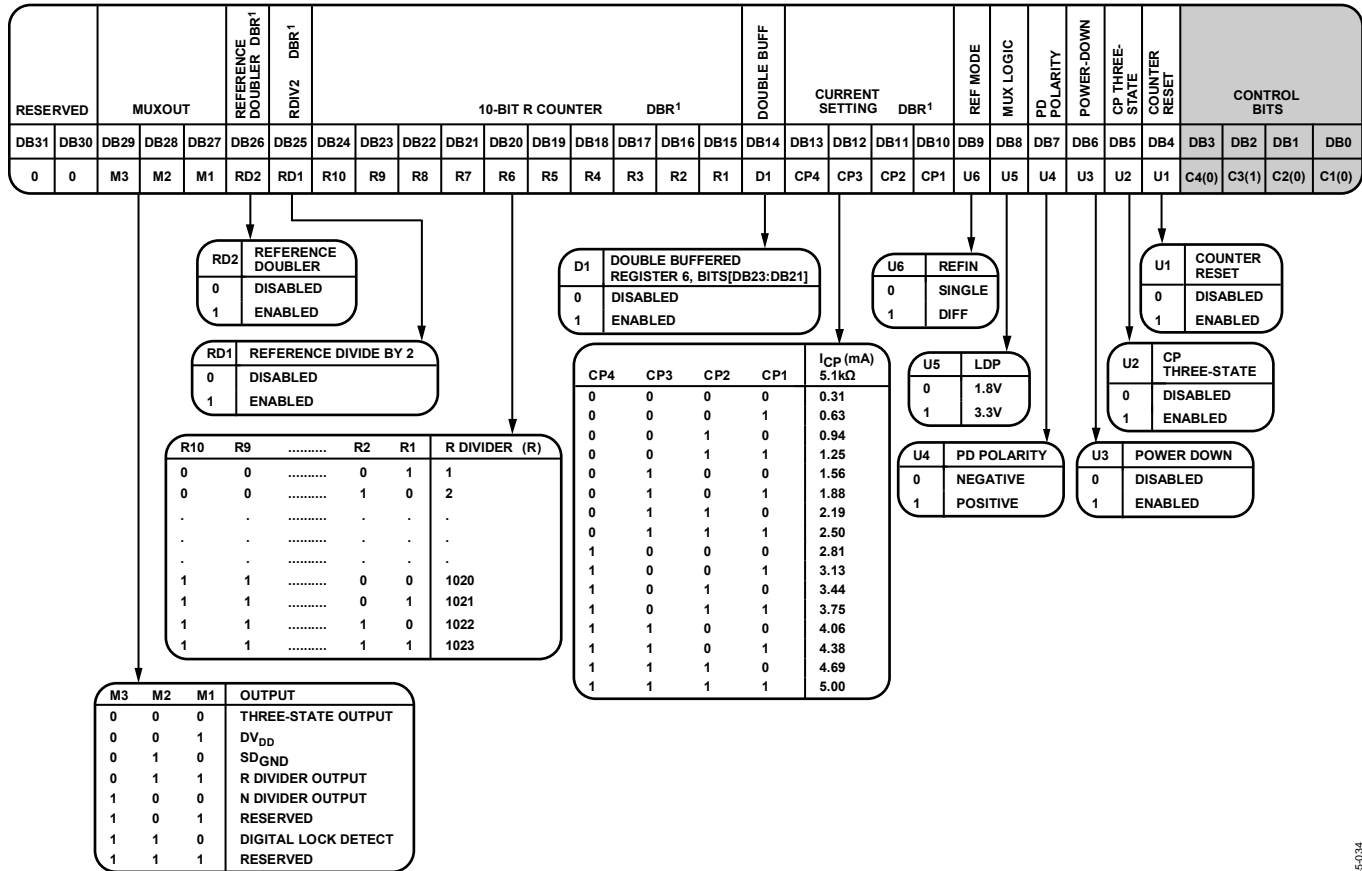 RESERVED MUXOUT REFERENCE DOUBLER DBR1 RDIV2 DBR1 10-BIT R COUNTER DBR1 DOUBLE BUFF CURRENT SETTING DBR1 REF MODE MUX LOGIC PD POLARITY POWER-DOWN CP THREE-STATE COUNTER RESET CONTROL BITS
DB31 DB30 DB29 DB28 DB27 DB26 DB25 DB24 DB23 DB22 DB21 DB20 DB19 DB18 DB17 DB16 DB15 DB14 DB13 DB12 DB11 DB10 DB9 DB8 DB7 DB6 DB5 DB4 DB3 DB2 DB1 DB0
0 0 M3 M2 M1 RD2 RD1 R10 R9 R8 R7 R6 R5 R4 R3 R2 R1 D1 CP4 CP3 CP2 CP1 U6 U5 U4 U3 U2 U1 C4(0) C3(1) C2(0) C1(0)
RD2 REFERENCE DOUBLER
0 DISABLED
1 ENABLED
RD1 REFERENCE DIVIDE BY 2
0 DISABLED
1 ENABLED
R10 R9 .......... R2 R1 R DIVIDER (R)
0 0 .......... 0 1 1
0 0 .......... 1 0 2
. . .......... . . .
. . .......... . . .
. . .......... . . .
1 1 .......... 0 0 1020
1 1 .......... 0 1 1021
1 1 .......... 1 0 1022
1 1 .......... 1 1 1023
M3 M2 M1 OUTPUT
0 0 0 THREE-STATE OUTPUT
0 0 1 DVDD
0 1 0 SDGND
0 1 1 R DIVIDER OUTPUT
1 0 0 N DIVIDER OUTPUT
1 0 1 RESERVED
1 1 0 DIGITAL LOCK DETECT
1 1 1 RESERVED
D1 DOUBLE BUFFERED
REGISTER 6, BITS[DB23:DB21]
0 DISABLED
1 ENABLED
ICP (mA)
CP4 CP3 CP2 CP1 5.1kΩ
0 0 0 0 0.31
0 0 0 1 0.63
0 0 1 0 0.94
0 0 1 1 1.25
0 1 0 0 1.56
0 1 0 1 1.88
0 1 1 0 2.19
0 1 1 1 2.50
1 0 0 0 2.81
1 0 0 1 3.13
1 0 1 0 3.44
1 0 1 1 3.75
1 1 0 0 4.06
1 1 0 1 4.38
1 1 1 0 4.69
1 1 1 1 5.00
U6 REFIN
0 SINGLE
1 DIFF
U5 LDP
0 1.8V
1 3.3V
U4 PD POLARITY
0 NEGATIVE
1 POSITIVE
U3 POWER DOWN
0 DISABLED
1 ENABLED
U1 COUNTER RESET
0 DISABLED
1 ENABLED
U2 CP THREE-STATE
0 DISABLED
1 ENABLED
5-034